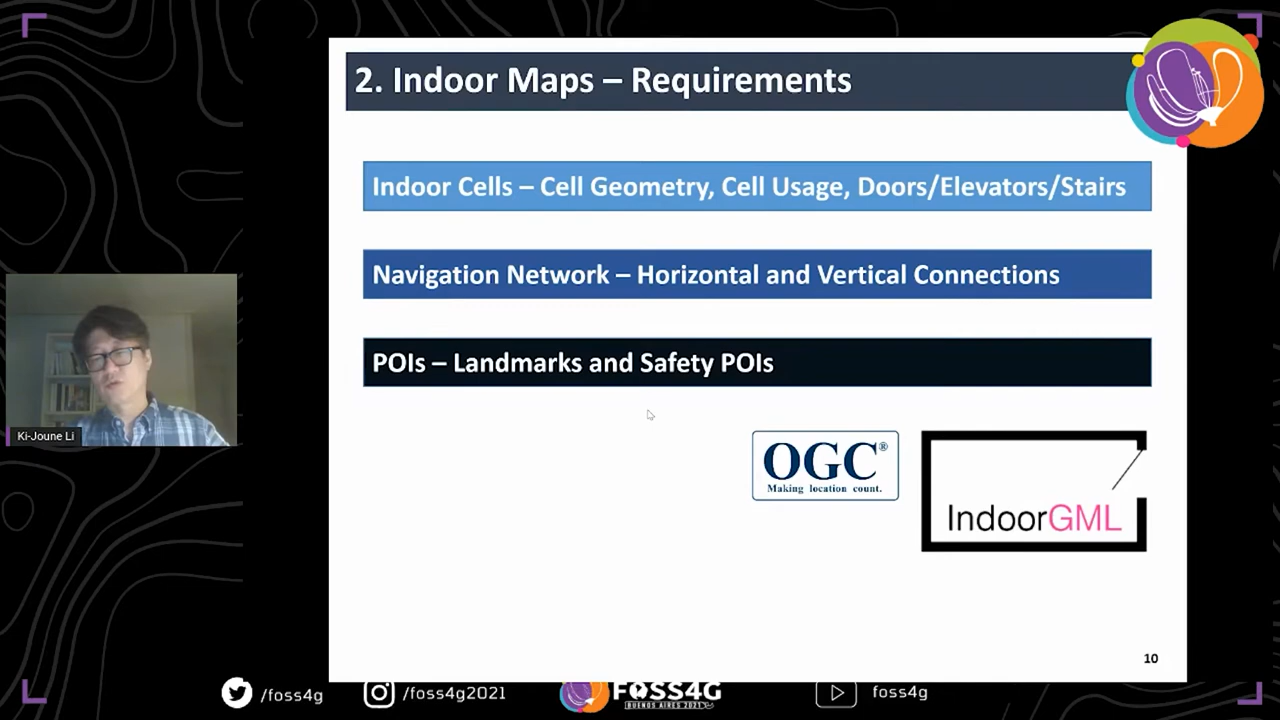 2. Indoor Maps – Requirements
Indoor Cells – Cell Geometry, Cell Usage, Doors/Elevators/Stairs
Navigation Network – Horizontal and Vertical Connections
POIs – Landmarks and Safety POIs
Ki-Joune Li
OGC®
Making location count.
IndoorGML
10
/foss4g
/foss4g2021
FOSS4G
BUENOS AIRES 2021
foss4g